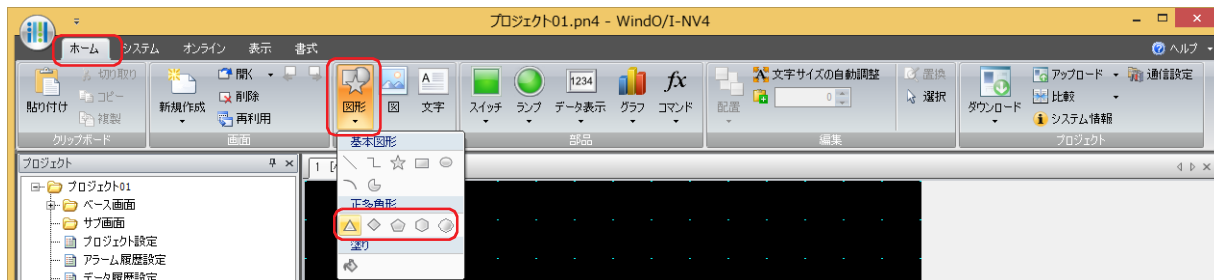 プロジェクト01.pn4 - WindO/I-NV4
ホーム システム オンライン 表示 書式 ヘルプ
貼り付け 切り取り コピー 複製
クリップボード
新規作成 開く 削除 再利用
画面
図形 図 文字
スイッチ ランプ 1234 データ表示 グラフ fx コマンド
部品
配置 文字サイズの自動調整 0 置換 選択
編集
ダウンロード アップロード 比較 システム情報 通信設定
プロジェクト
基本図形
正多角形
塗り
プロジェクト
プロジェクト01
ベース画面
サブ画面
プロジェクト設定
アラーム履歴設定
データ履歴設定
1